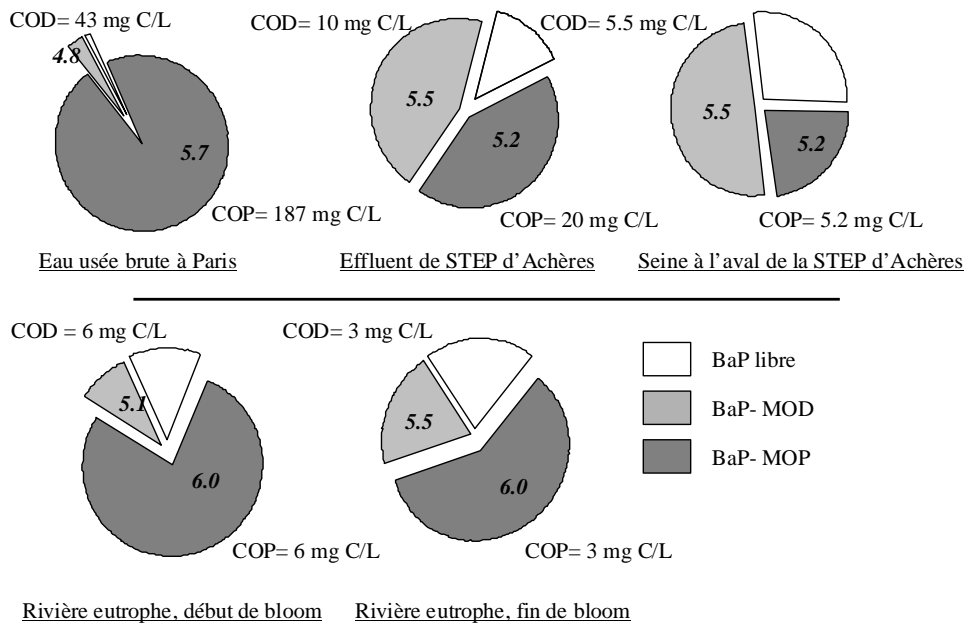 COD= 43 mg C/L
COD= 10 mg C/L
COD= 5.5 mg C/L
4.8
5.7
5.5
5.2
5.5
5.2
COP= 187 mg C/L
COP= 20 mg C/L
COP= 5.2 mg C/L
Eau usée brute à Paris
Effluent de STEP d'Achères
Seine à l'aval de la STEP d'Achères
COD = 6 mg C/L
COD= 3 mg C/L
BaP libre
BaP- MOD
BaP- MOP
5.1
6.0
5.5
6.0
COP= 6 mg C/L
COP= 3 mg C/L
Rivière eutrophe, début de bloom
Rivière eutrophe, fin de bloom